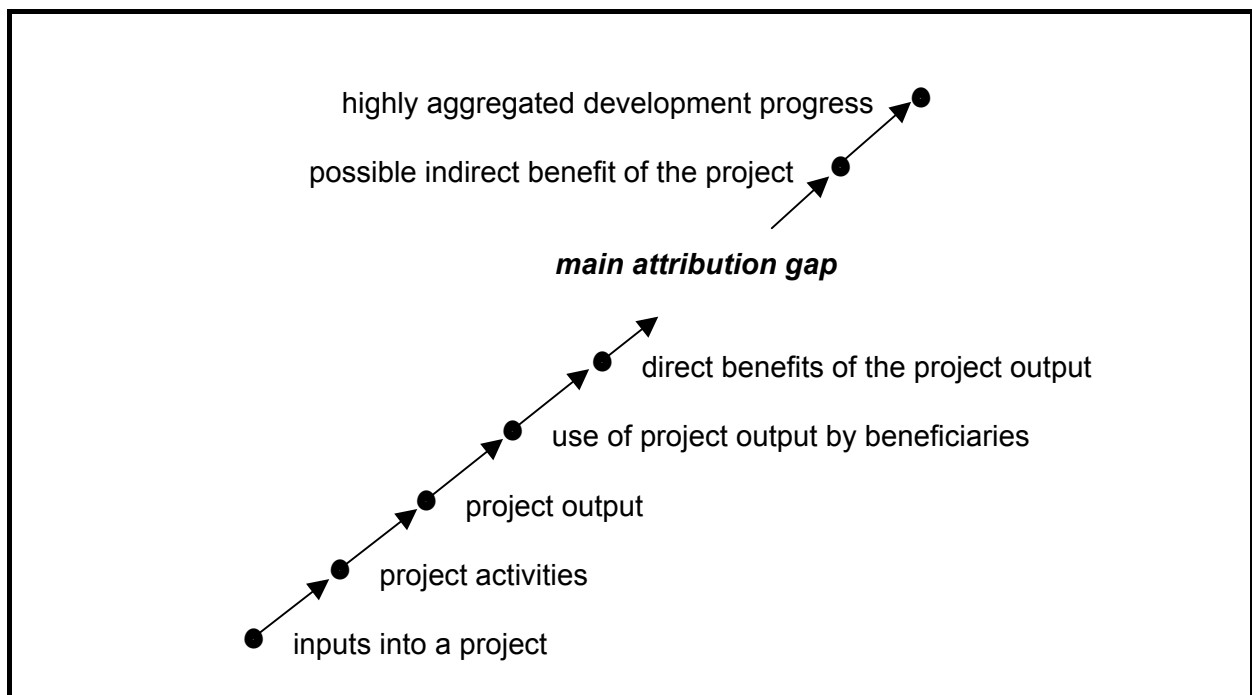 highly aggregated development progress
possible indirect benefit of the project
main attribution gap
direct benefits of the project output
use of project output by beneficiaries
project output
project activities
inputs into a project